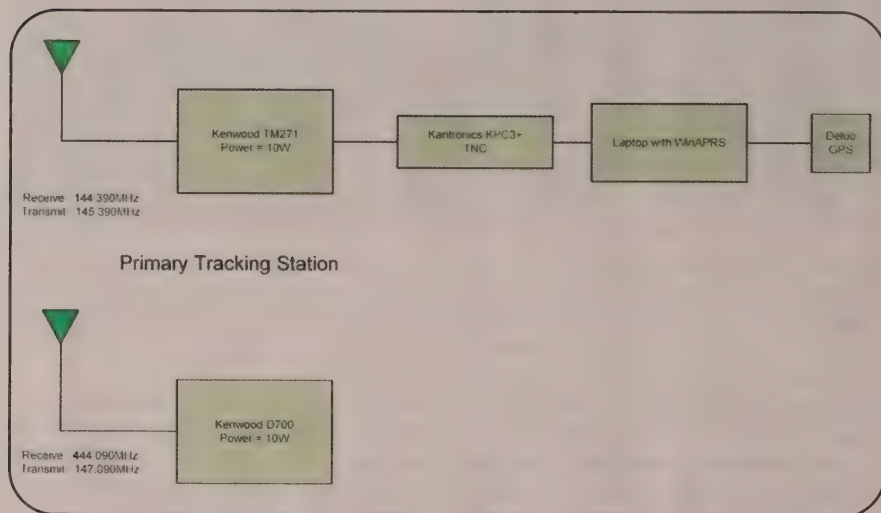 Kenwood TM271
Power = 10W
Kantronics KPC3+
TNC
Laptop with WinAPRS
GPS
Receive 144.390MHz
Transmit 145.390MHz
Primary Tracking Station
Kenwood D700
Power = 10W
Receive 444.090MHz
Transmit 147.090MHz